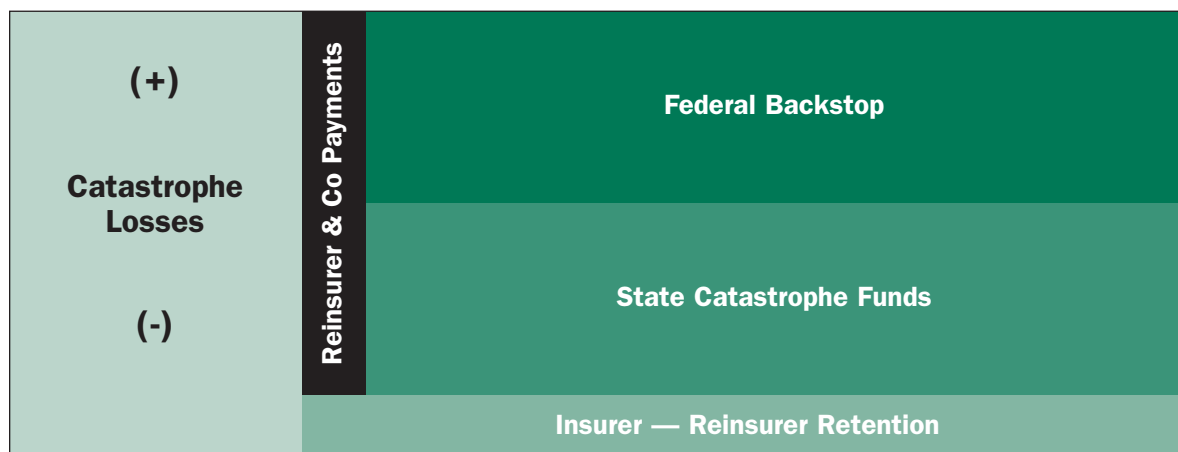 (+)
Catastrophe
Losses
(-)
Reinsurer & Co Payments
Federal Backstop
State Catastrophe Funds
Insurer — Reinsurer Retention